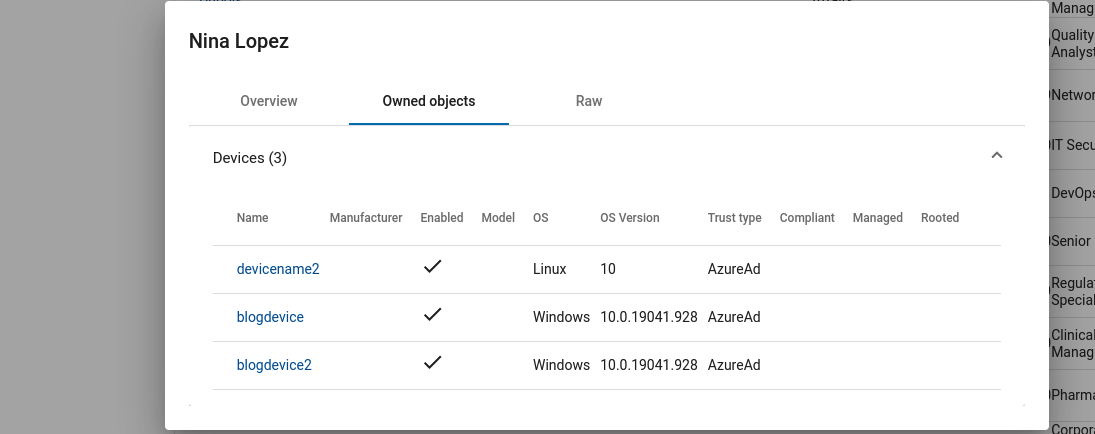 Nina Lopez
Overview Owned objects Raw
Devices (3)
Name Manufacturer Enabled Model OS OS Version Trust type Compliant Managed Rooted
devicename2 Linux 10 AzureAd
blogdevice Windows 10.0.19041.928 AzureAd
blogdevice2 Windows 10.0.19041.928 AzureAd
Manag
Quality
Analyst
Networ
IT Secu
DevOps
Senior
Regula
Special
Clinical
Manag
Pharma
Corpor